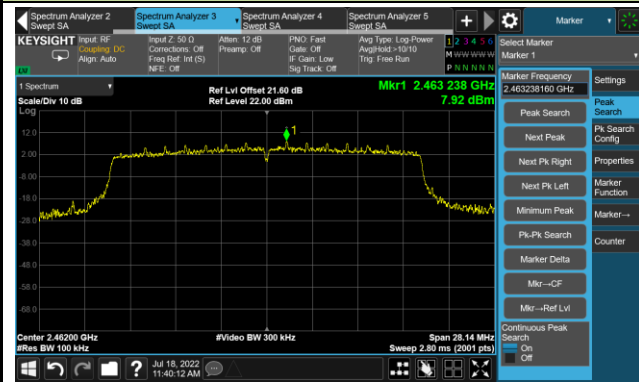 Spectrum Analyzer 2
Swept SA
Spectrum Analyzer 3
Swept SA
Spectrum Analyzer 4
Swept SA
Spectrum Analyzer 5
Swept SA
Marker
KEYSIGHT
Input: RF
Coupling: DC
Align: Auto
Input Z: 50 Ω
Corrections: Off
Freq Ref: Int (S)
NFE: Off
Atten: 12 dB
Preamp: Off
PNO: Fast
Gate: Off
IF Gain: Low
Sig Track: Off
Avg Type: Log-Power
Avg|Hold:>10/10
Trig: Free Run
1 2 3 4 5 6
M W W W W W
P N N N N N
LVI
Select Marker
Marker 1
1 Spectrum
Scale/Div 10 dB
Ref Lvl Offset 21.60 dB
Ref Level 22.00 dBm
Mkr1 2.463 238 GHz
7.92 dBm
Log
12.0
2.00
-8.00
-18.0
-28.0
-38.0
-48.0
-58.0
-68.0
1
Center 2.46200 GHz
#Res BW 100 kHz
#Video BW 300 kHz
Span 28.14 MHz
Sweep 2.80 ms (2001 pts)
Marker Frequency
2.463238160 GHz
Peak Search
Next Peak
Next Pk Right
Next Pk Left
Minimum Peak
Pk-Pk Search
Marker Delta
Mkr→CF
Mkr→Ref Lvl
Continuous Peak
Search
On
Off
Settings
Peak
Search
Pk Search
Config
Properties
Marker
Function
Marker→
Counter
Jul 18, 2022
11:40:12 AM